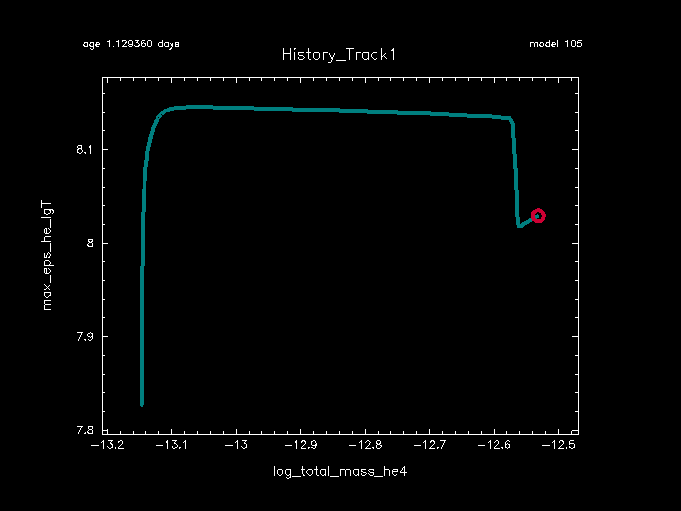 age 1.129360 days
model 105
History_Track1
8.1
8
7.9
7.8
max_eps_he_lgT
−13.2
−13.1
−13
−12.9
−12.8
−12.7
−12.6
−12.5
log_total_mass_he4